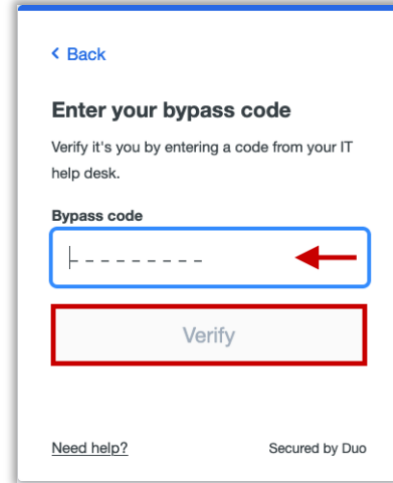 < Back
Enter your bypass code
Verify it's you by entering a code from your IT
help desk.
Bypass code
- - - - - - - - -
Verify
Need help?
Secured by Duo